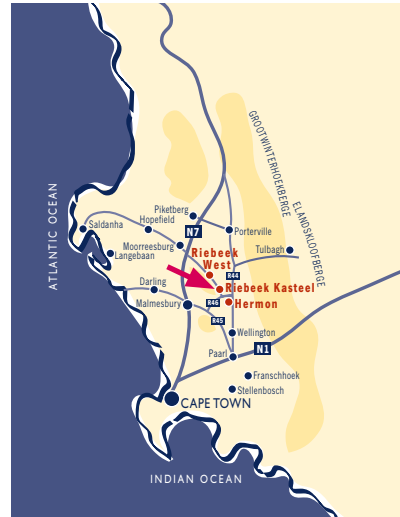 GROOTWINTERHOEKBERGE
ELANDSKLOOFBERGE
ATLANTIC OCEAN
Piketberg
Hopefield
Saldanha
N7
Porterville
Moorreesburg
Langebaan
Riebeek
West
Tulbagh
R44
Darling
Riebeek Kasteel
Malmesbury
R46
Hermon
R45
Wellington
Paarl
N1
Franschhoek
Stellenbosch
CAPE TOWN
INDIAN OCEAN